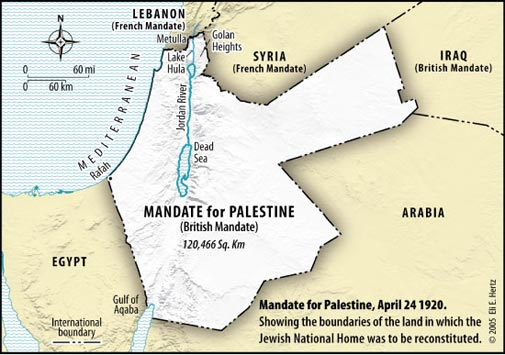 LEBANON
(French Mandate)
Metulla
Golan
Heights
SYRIA
(French Mandate)
IRAQ
(British Mandate)
Lake
Hula
0 60 mi
0 60 km
MEDITERRANEAN
Jordan River
Dead
Sea
Rafah
MANDATE for PALESTINE
(British Mandate)
120,466 Sq. Km
ARABIA
EGYPT
Gulf of
Aqaba
International
boundary
Mandate for Palestine, April 24 1920.
Showing the boundaries of the land in which the
Jewish National Home was to be reconstituted.
© 2005 Eli E. Hertz